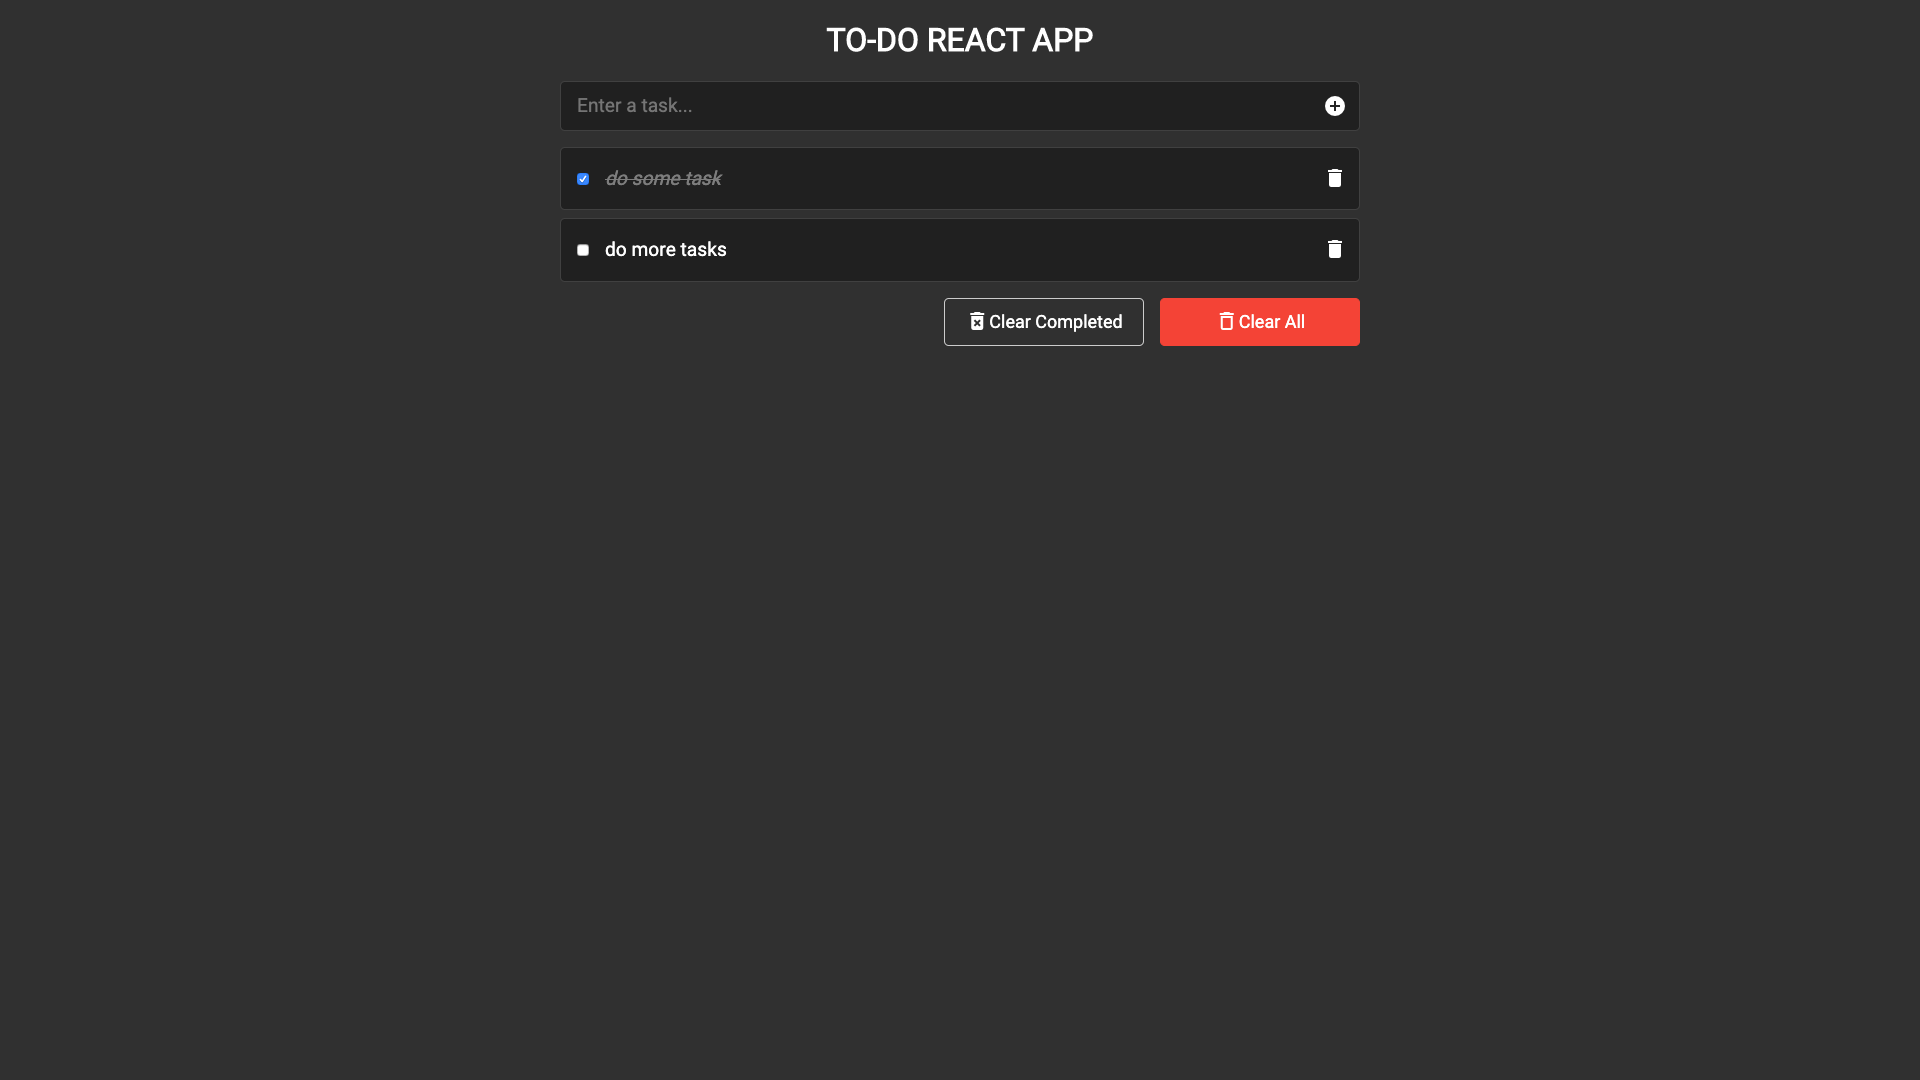 TO-DO REACT APP
Enter a task...
do some task
do more tasks
Clear Completed
Clear All